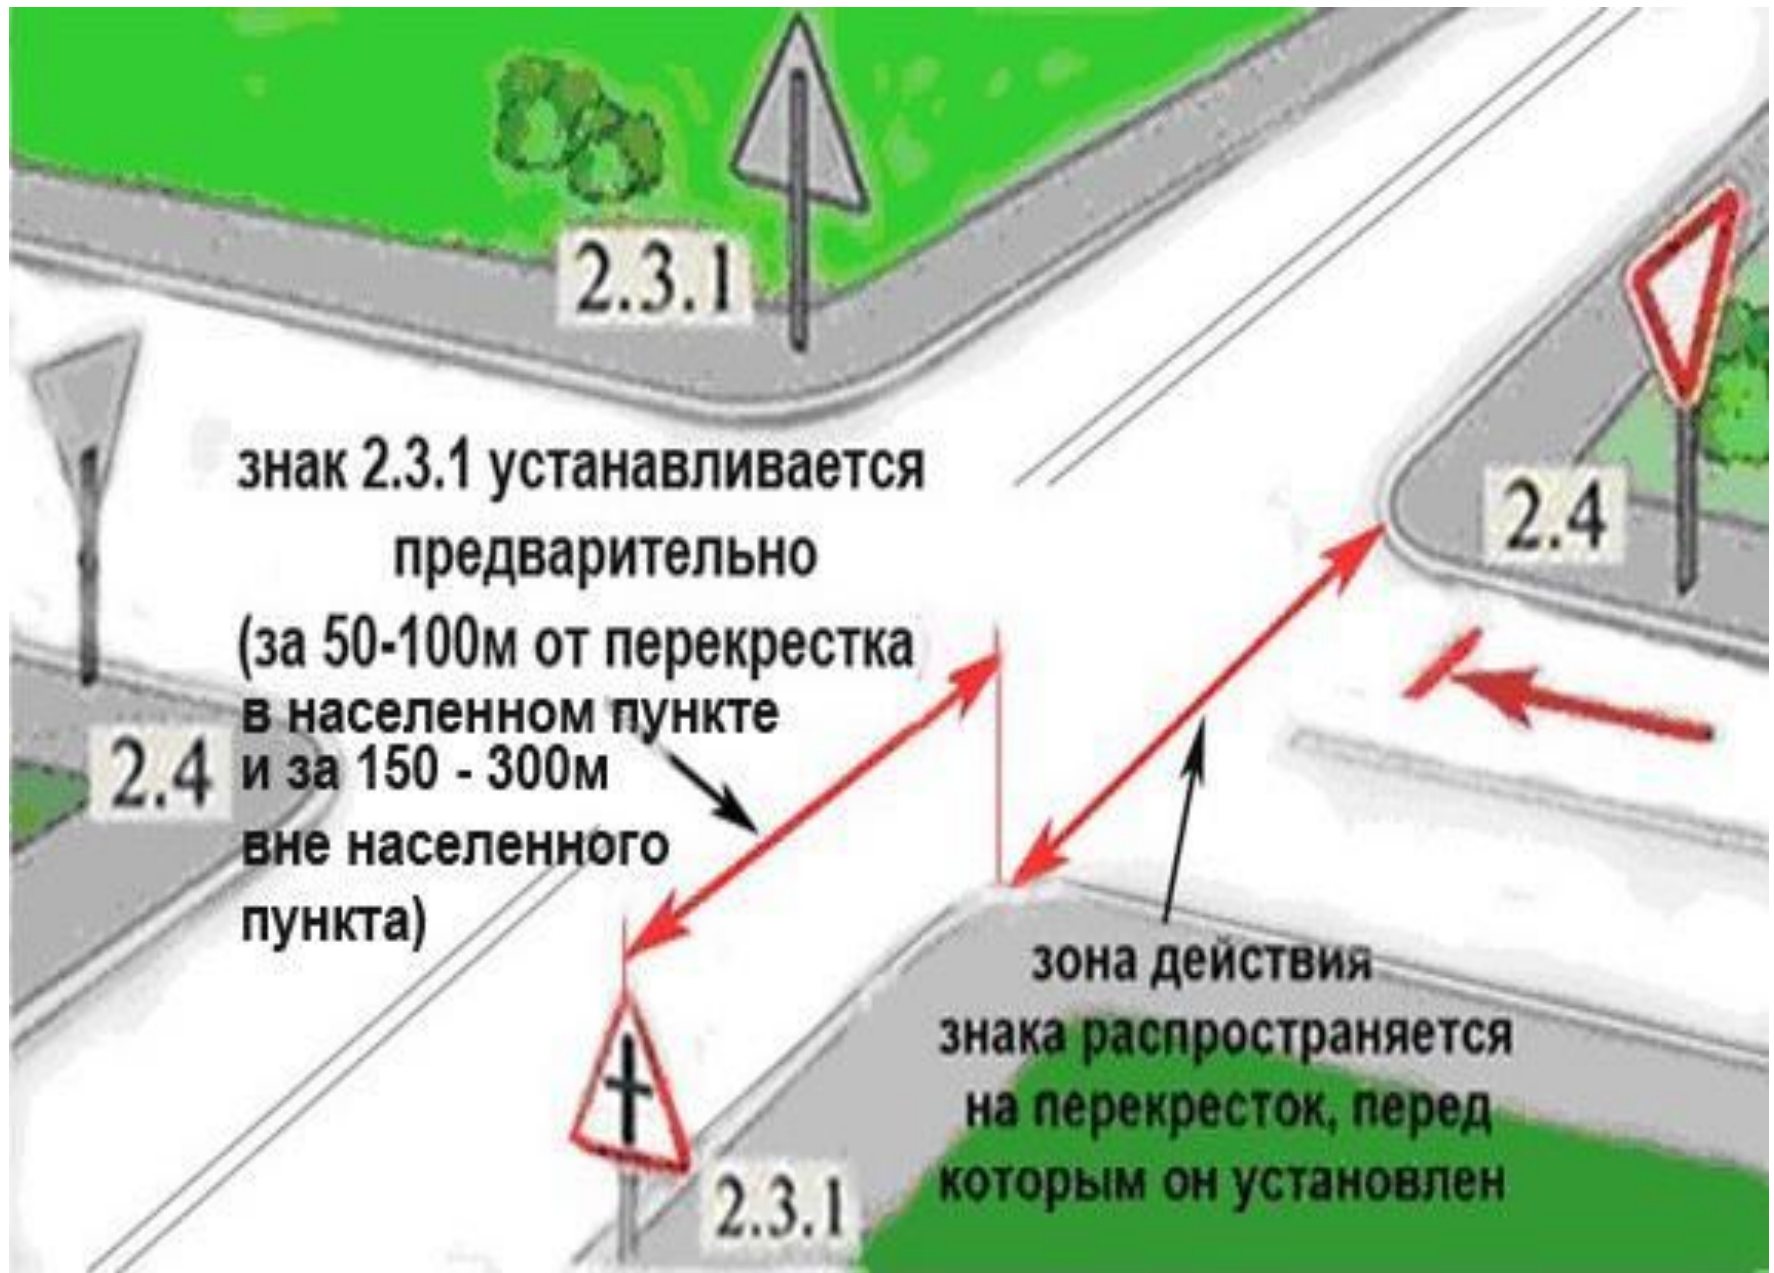 2.3.1
знак 2.3.1 устанавливается
предварительно
(за 50-100м от перекрестка
в населенном пункте
и за 150 - 300м
вне населенного
пункта)
2.4
2.4
зона действия
знака распространяется
на перекресток, перед
которым он установлен
2.3.1